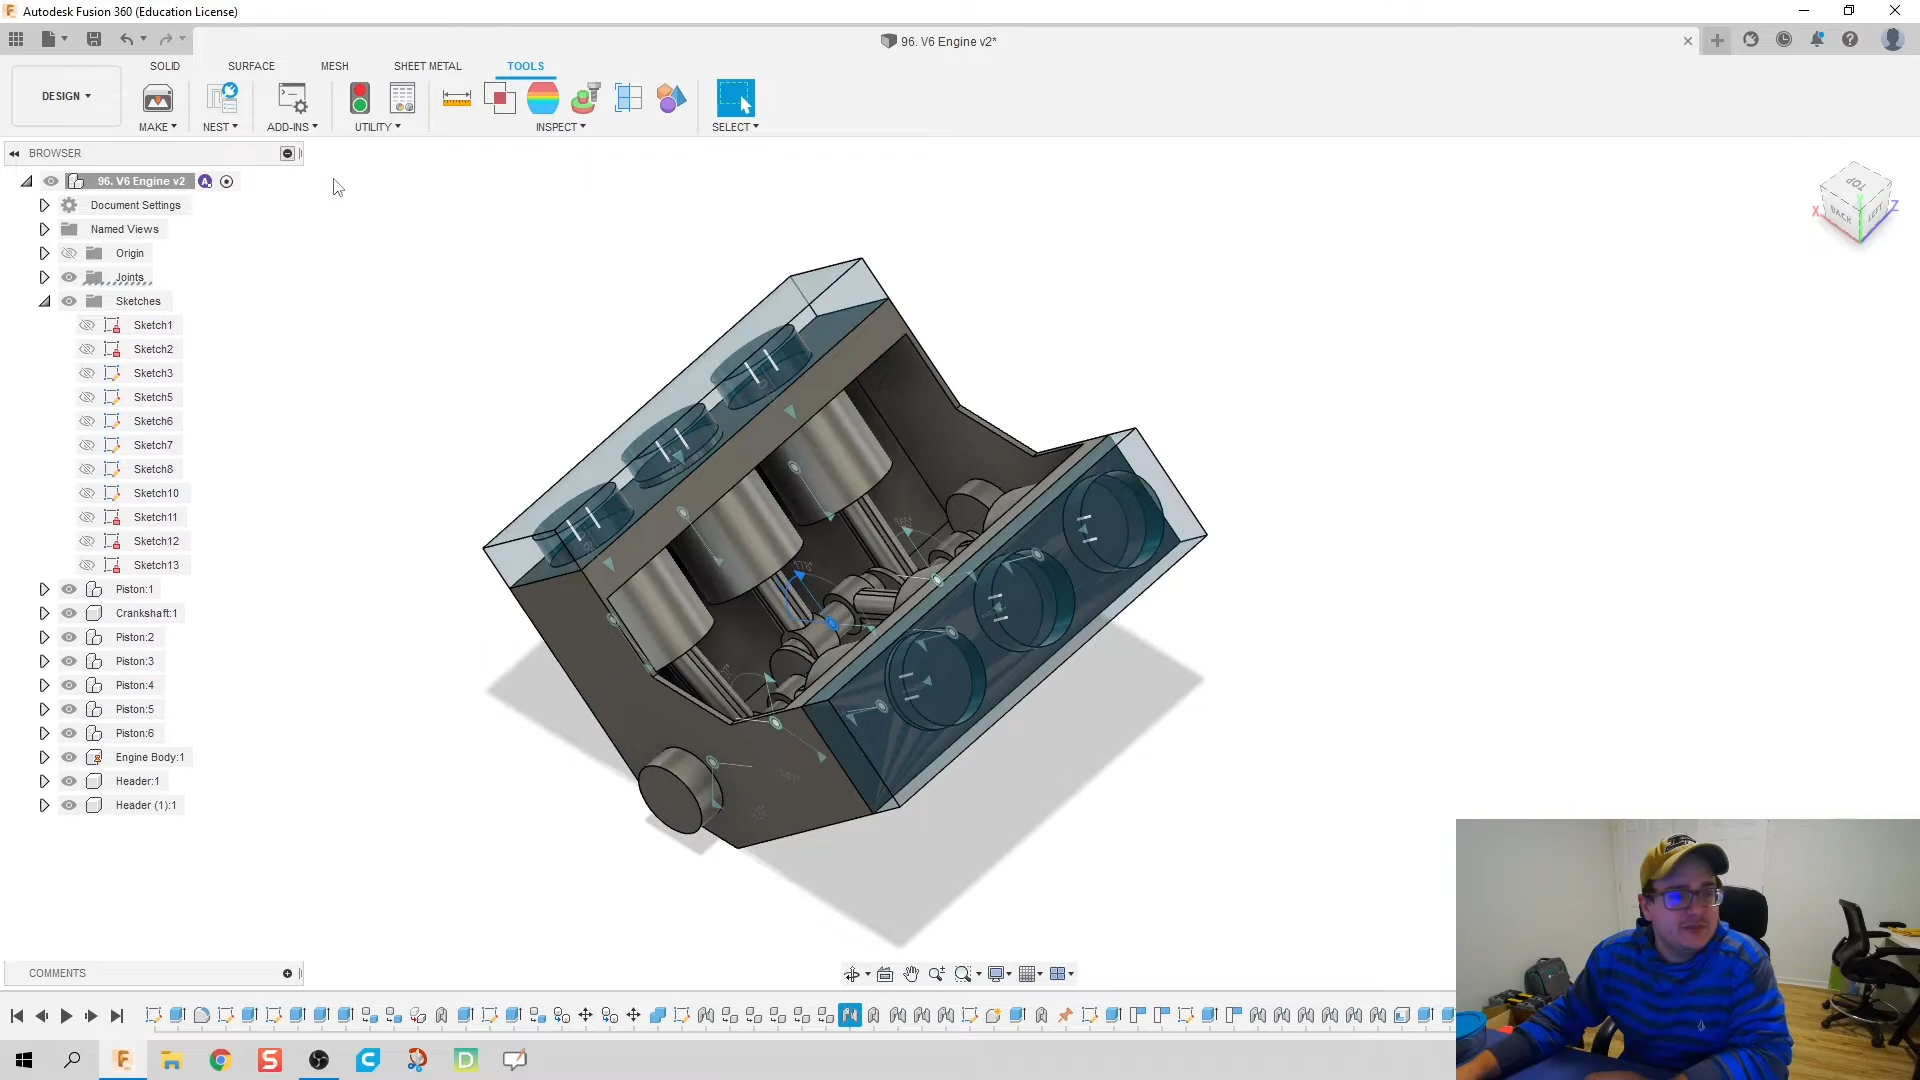 Autodesk Fusion 360 (Education License)
96. V6 Engine v2*
SOLID
SURFACE
MESH
SHEET METAL
TOOLS
DESIGN
MAKE
NEST
ADD-INS
UTILITY
INSPECT
SELECT
BROWSER
96. V6 Engine v2
Document Settings
Named Views
Origin
Joints
Sketches
Sketch1
Sketch2
Sketch3
Sketch5
Sketch6
Sketch7
Sketch8
Sketch10
Sketch11
Sketch12
Sketch13
Piston:1
Crankshaft:1
Piston:2
Piston:3
Piston:4
Piston:5
Piston:6
Engine Body:1
Header:1
Header (1):1
TOP
BACK
LEFT
X
Z
COMMENTS